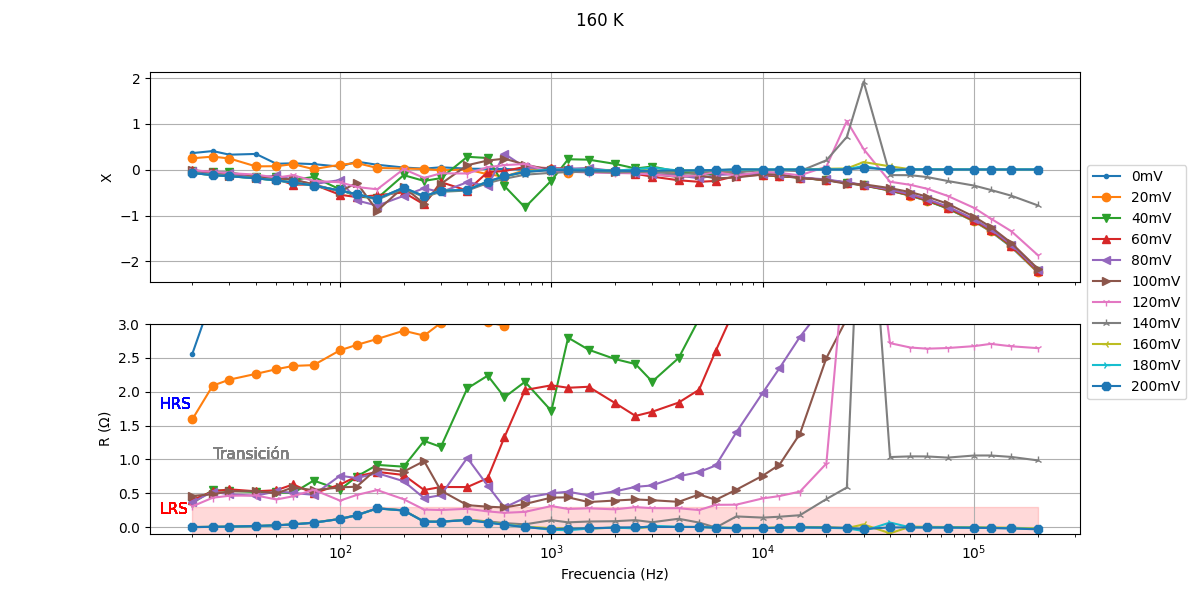 160 K
2
1
0
−1
−2
X
3.0
2.5
2.0
1.5
1.0
0.5
0.0
R (Ω)
HRS
Transición
LRS
10²
10³
10⁴
10⁵
Frecuencia (Hz)
0mV
20mV
40mV
60mV
80mV
100mV
120mV
140mV
160mV
180mV
200mV